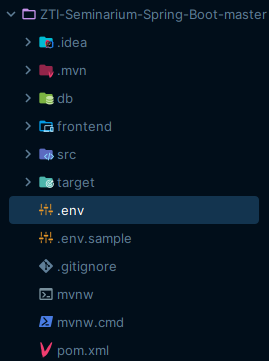 ZTI-Seminarium-Spring-Boot-master
.idea
.mvn
db
frontend
src
target
.env
.env.sample
.gitignore
mvnw
mvnw.cmd
pom.xml